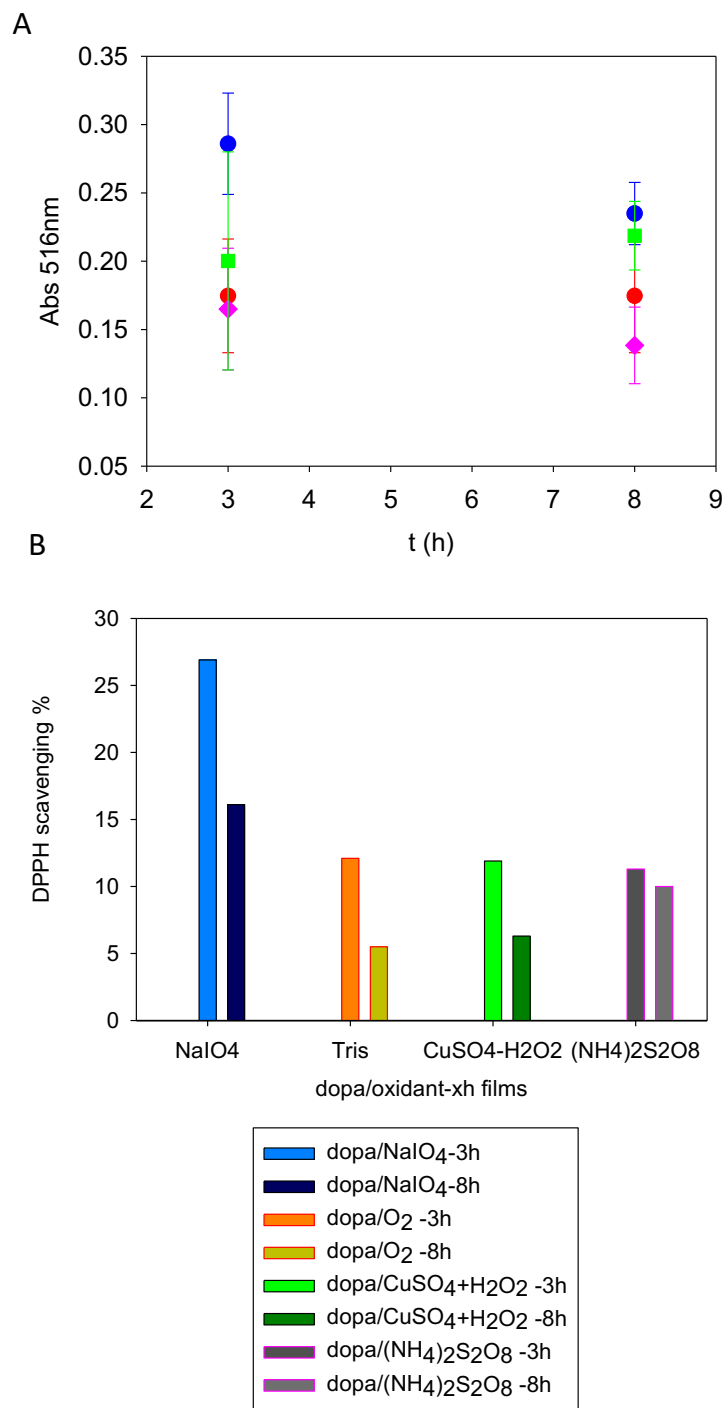 A
0.35
0.30
0.25
0.20
0.15
0.10
0.05
Abs 516nm
2 3 4 5 6 7 8 9
t (h)
B
30
25
20
15
10
5
0
DPPH scavenging %
NaIO4 Tris CuSO4-H2O2 (NH4)2S2O8
dopa/oxidant-xh films
dopa/NaIO4-3h
dopa/NaIO4-8h
dopa/O2 -3h
dopa/O2 -8h
dopa/CuSO4+H2O2 -3h
dopa/CuSO4+H2O2 -8h
dopa/(NH4)2S2O8 -3h
dopa/(NH4)2S2O8 -8h